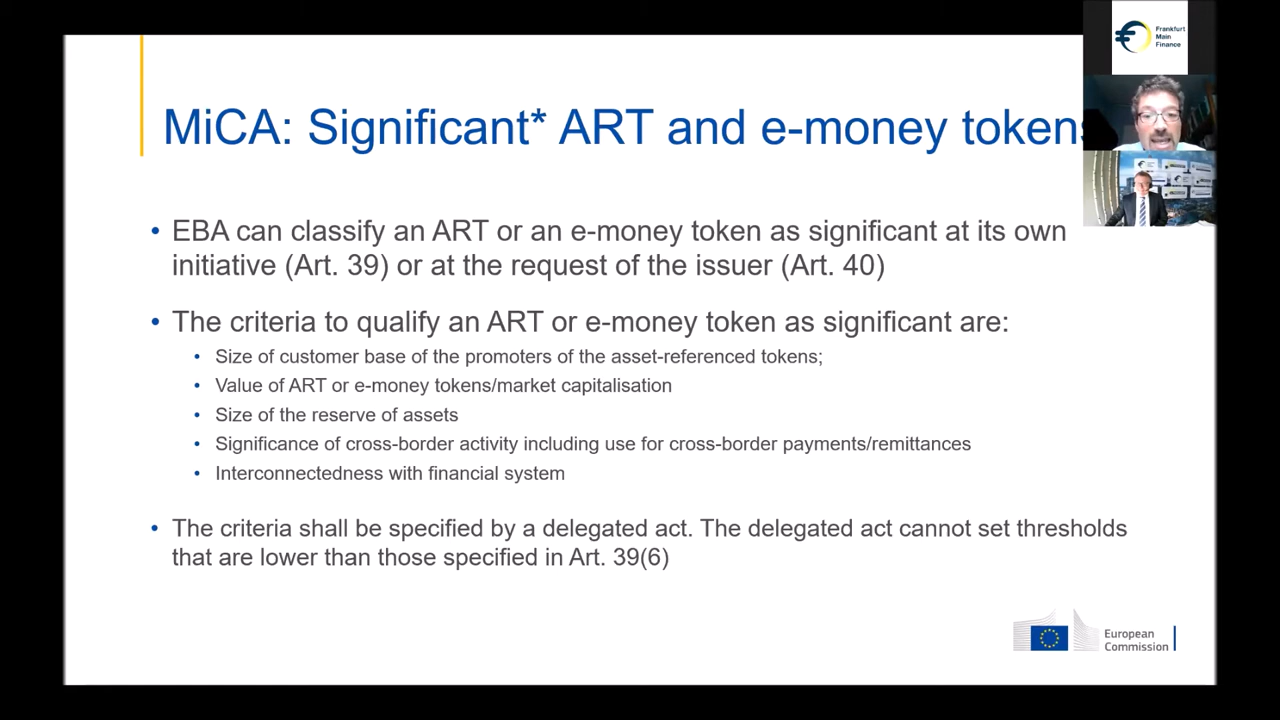 Frankfurt
Main
Finance
MiCA: Significant* ART and e-money tokens
• EBA can classify an ART or an e-money token as significant at its own
initiative (Art. 39) or at the request of the issuer (Art. 40)
• The criteria to qualify an ART or e-money token as significant are:
• Size of customer base of the promoters of the asset-referenced tokens;
• Value of ART or e-money tokens/market capitalisation
• Size of the reserve of assets
• Significance of cross-border activity including use for cross-border payments/remittances
• Interconnectedness with financial system
• The criteria shall be specified by a delegated act. The delegated act cannot set thresholds
that are lower than those specified in Art. 39(6)
European
Commission